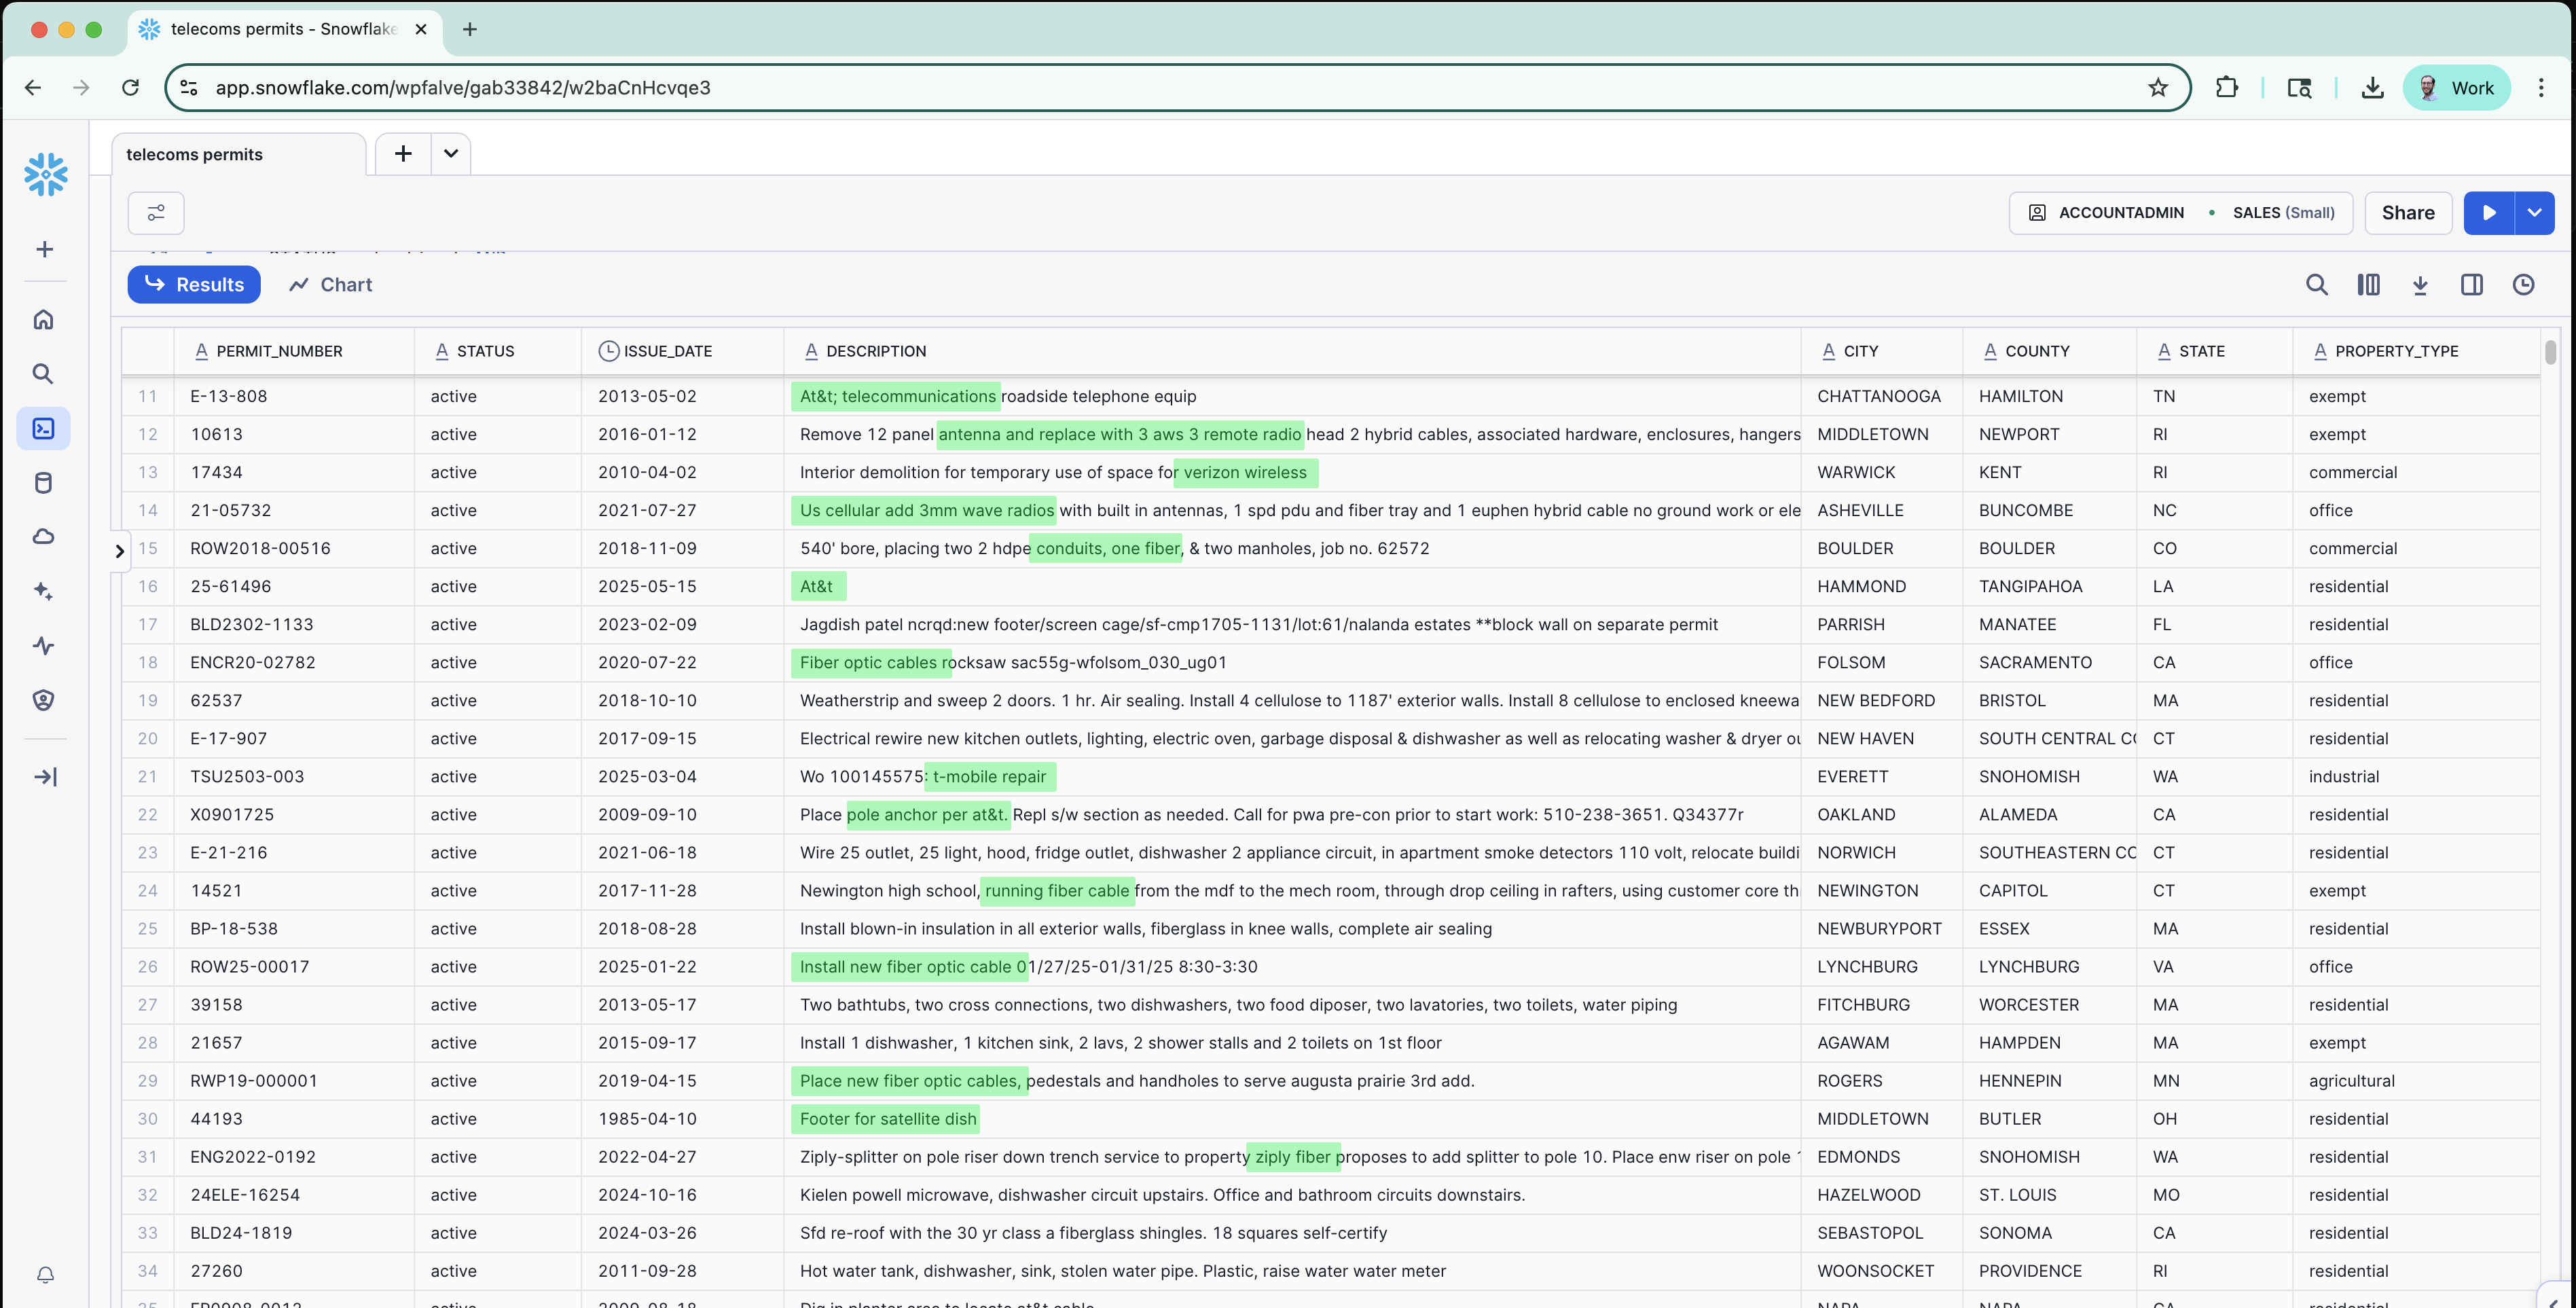 telecoms permits - Snowflake
app.snowflake.com/wpfalve/gab33842/w2baCnHcvqe3
Work
telecoms permits
ACCOUNTADMIN • SALES (Small) Share
Results Chart
PERMIT_NUMBER STATUS ISSUE_DATE DESCRIPTION CITY COUNTY STATE PROPERTY_TYPE
11 E-13-808 active 2013-05-02 At&t; telecommunications roadside telephone equip CHATTANOOGA HAMILTON TN exempt
12 10613 active 2016-01-12 Remove 12 panel antenna and replace with 3 aws 3 remote radio head 2 hybrid cables, associated hardware, enclosures, hangers MIDDLETOWN NEWPORT RI exempt
13 17434 active 2010-04-02 Interior demolition for temporary use of space for verizon wireless WARWICK KENT RI commercial
14 21-05732 active 2021-07-27 Us cellular add 3mm wave radios with built in antennas, 1 spd pdu and fiber tray and 1 euphen hybrid cable no ground work or ele ASHEVILLE BUNCOMBE NC office
15 ROW2018-00516 active 2018-11-09 540' bore, placing two 2 hdpe conduits, one fiber, & two manholes, job no. 62572 BOULDER BOULDER CO commercial
16 25-61496 active 2025-05-15 At&t HAMMOND TANGIPAHOA LA residential
17 BLD2302-1133 active 2023-02-09 Jagdish patel ncrqd:new footer/screen cage/sf-cmp1705-1131/lot:61/nalanda estates **block wall on separate permit PARRISH MANATEE FL residential
18 ENCR20-02782 active 2020-07-22 Fiber optic cables rocksaw sac55g-wfolsom_030_ug01 FOLSOM SACRAMENTO CA office
19 62537 active 2018-10-10 Weatherstrip and sweep 2 doors. 1 hr. Air sealing. Install 4 cellulose to 1187' exterior walls. Install 8 cellulose to enclosed kneewa NEW BEDFORD BRISTOL MA residential
20 E-17-907 active 2017-09-15 Electrical rewire new kitchen outlets, lighting, electric oven, garbage disposal & dishwasher as well as relocating washer & dryer ou NEW HAVEN SOUTH CENTRAL CO CT residential
21 TSU2503-003 active 2025-03-04 Wo 100145575: t-mobile repair EVERETT SNOHOMISH WA industrial
22 X0901725 active 2009-09-10 Place pole anchor per at&t. Repl s/w section as needed. Call for pwa pre-con prior to start work: 510-238-3651. Q34377r OAKLAND ALAMEDA CA residential
23 E-21-216 active 2021-06-18 Wire 25 outlet, 25 light, hood, fridge outlet, dishwasher 2 appliance circuit, in apartment smoke detectors 110 volt, relocate buildi NORWICH SOUTHEASTERN CC CT residential
24 14521 active 2017-11-28 Newington high school, running fiber cable from the mdf to the mech room, through drop ceiling in rafters, using customer core th NEWINGTON CAPITOL CT exempt
25 BP-18-538 active 2018-08-28 Install blown-in insulation in all exterior walls, fiberglass in knee walls, complete air sealing NEWBURYPORT ESSEX MA residential
26 ROW25-00017 active 2025-01-22 Install new fiber optic cable 01/27/25-01/31/25 8:30-3:30 LYNCHBURG LYNCHBURG VA office
27 39158 active 2013-05-17 Two bathtubs, two cross connections, two dishwashers, two food diposer, two lavatories, two toilets, water piping FITCHBURG WORCESTER MA residential
28 21657 active 2015-09-17 Install 1 dishwasher, 1 kitchen sink, 2 lavs, 2 shower stalls and 2 toilets on 1st floor AGAWAM HAMPDEN MA exempt
29 RWP19-000001 active 2019-04-15 Place new fiber optic cables, pedestals and handholes to serve augusta prairie 3rd add. ROGERS HENNEPIN MN agricultural
30 44193 active 1985-04-10 Footer for satellite dish MIDDLETOWN BUTLER OH residential
31 ENG2022-0192 active 2022-04-27 Ziply-splitter on pole riser down trench service to property ziply fiber proposes to add splitter to pole 10. Place enw riser on pole EDMONDS SNOHOMISH WA residential
32 24ELE-16254 active 2024-10-16 Kielen powell microwave, dishwasher circuit upstairs. Office and bathroom circuits downstairs. HAZELWOOD ST. LOUIS MO residential
33 BLD24-1819 active 2024-03-26 Sfd re-roof with the 30 yr class a fiberglass shingles. 18 squares self-certify SEBASTOPOL SONOMA CA residential
34 27260 active 2011-09-28 Hot water tank, dishwasher, sink, stolen water pipe. Plastic, raise water water meter WOONSOCKET PROVIDENCE RI residential